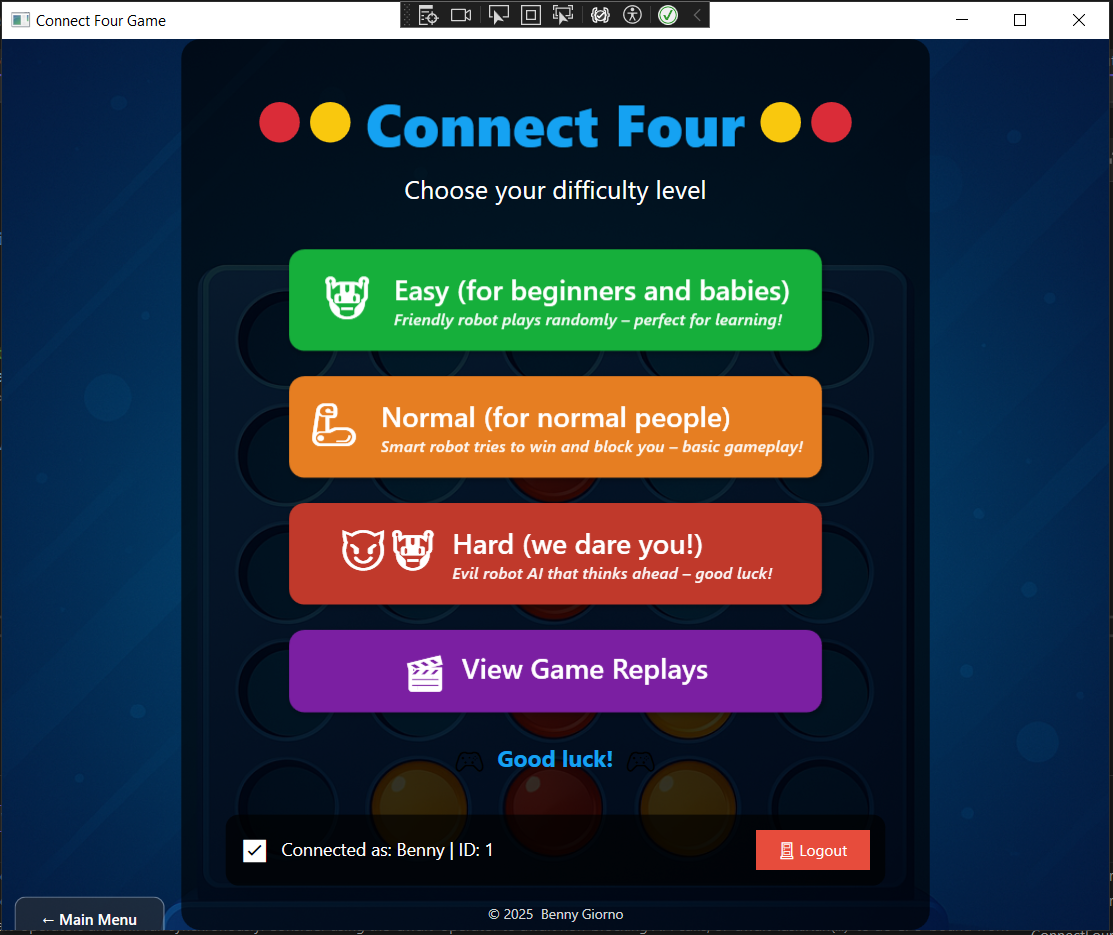 Connect Four Game
Connect Four
Choose your difficulty level
Easy (for beginners and babies)
Friendly robot plays randomly – perfect for learning!
Normal (for normal people)
Smart robot tries to win and block you – basic gameplay!
Hard (we dare you!)
Evil robot AI that thinks ahead – good luck!
View Game Replays
Good luck!
Connected as: Benny | ID: 1
Logout
← Main Menu
© 2025 Benny Giorno